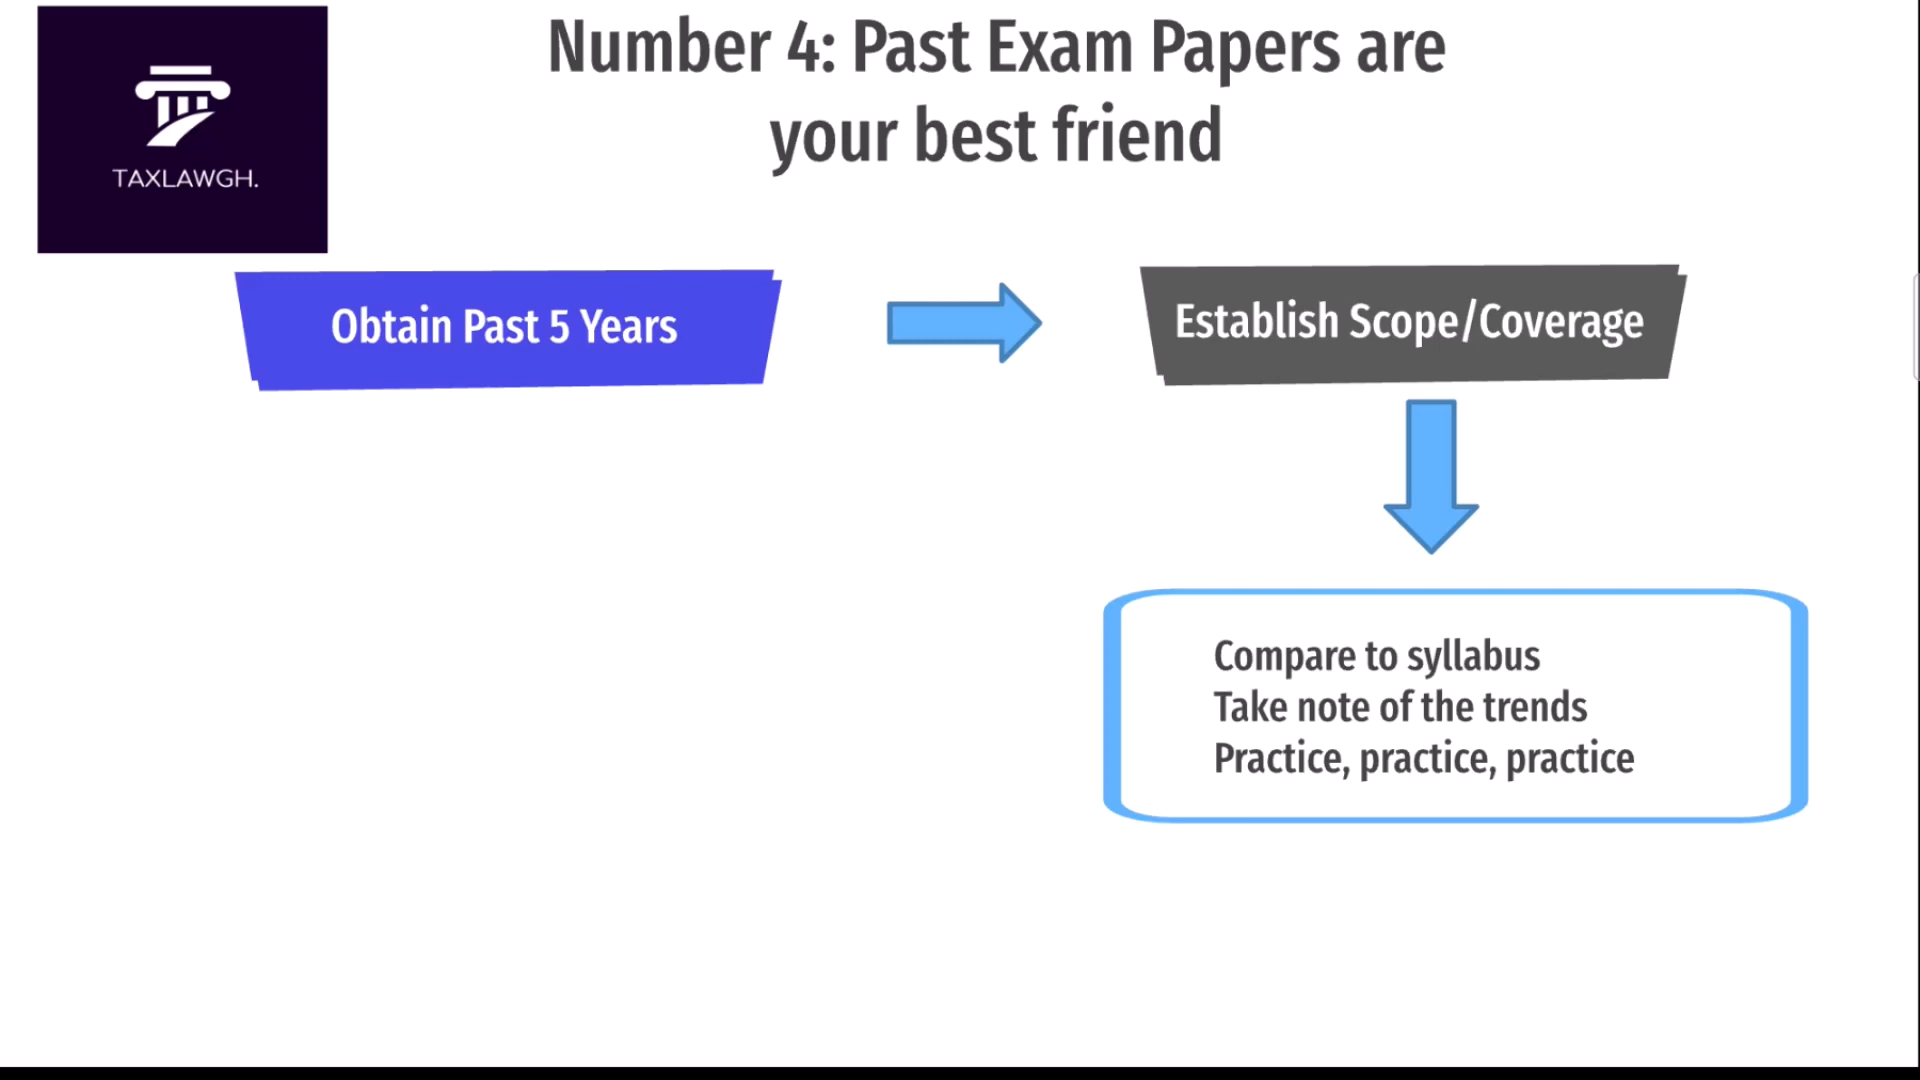 Number 4: Past Exam Papers are
your best friend
TAXLAWGH.
Obtain Past 5 Years
Establish Scope/Coverage
Compare to syllabus
Take note of the trends
Practice, practice, practice